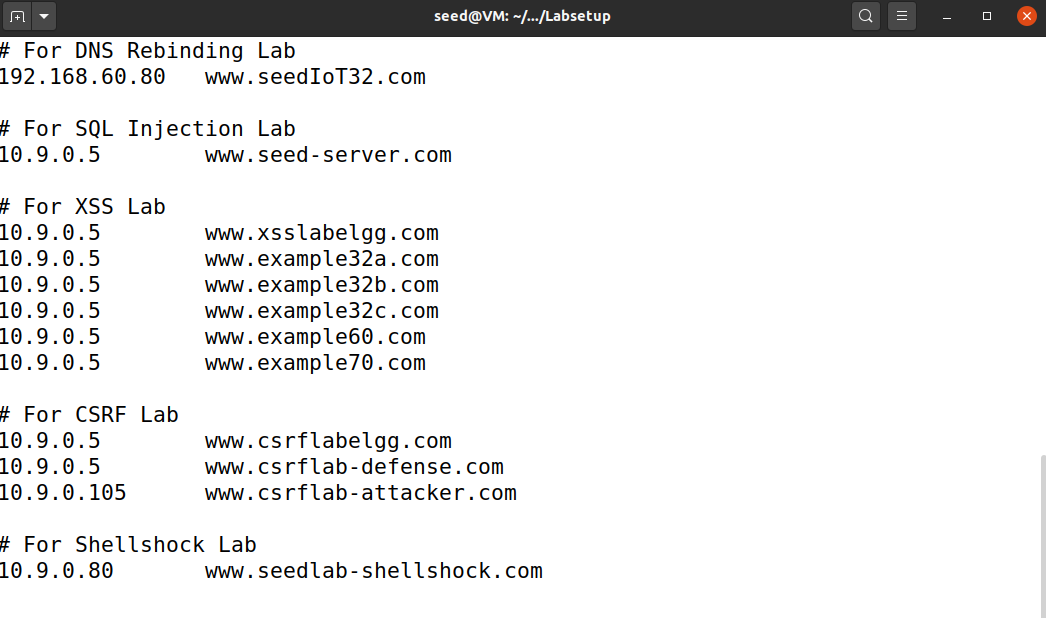 seed@VM: ~/.../Labsetup
# For DNS Rebinding Lab
192.168.60.80   www.seedIoT32.com
# For SQL Injection Lab
10.9.0.5        www.seed-server.com
# For XSS Lab
10.9.0.5        www.xsslabelgg.com
10.9.0.5        www.example32a.com
10.9.0.5        www.example32b.com
10.9.0.5        www.example32c.com
10.9.0.5        www.example60.com
10.9.0.5        www.example70.com
# For CSRF Lab
10.9.0.5        www.csrflabelgg.com
10.9.0.5        www.csrflab-defense.com
10.9.0.105      www.csrflab-attacker.com
# For Shellshock Lab
10.9.0.80       www.seedlab-shellshock.com